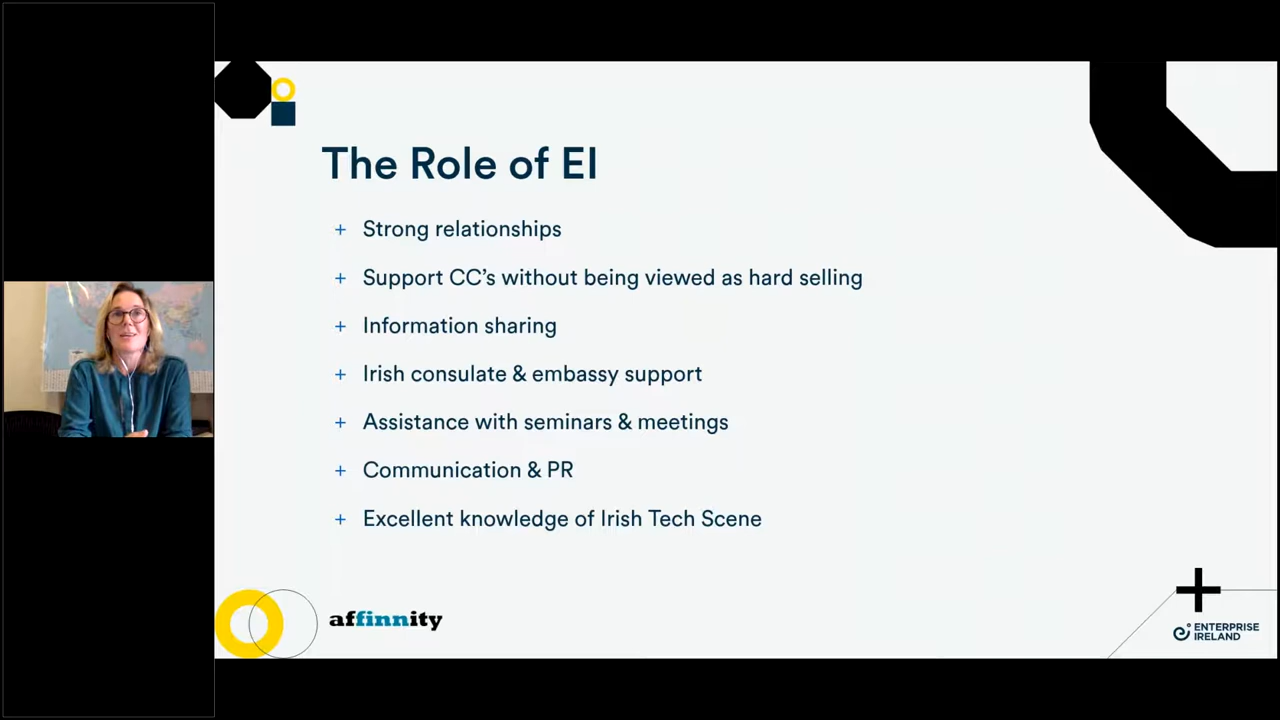 The Role of EI
+ Strong relationships
+ Support CC's without being viewed as hard selling
+ Information sharing
+ Irish consulate & embassy support
+ Assistance with seminars & meetings
+ Communication & PR
+ Excellent knowledge of Irish Tech Scene
affinnity
ENTERPRISE
IRELAND